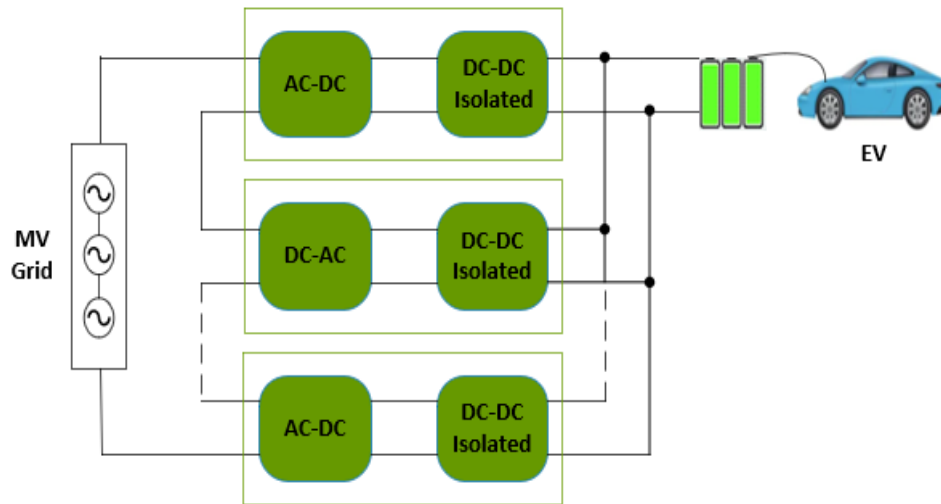 AC-DC
DC-DC
Isolated
EV
MV
Grid
DC-AC
DC-DC
Isolated
AC-DC
DC-DC
Isolated